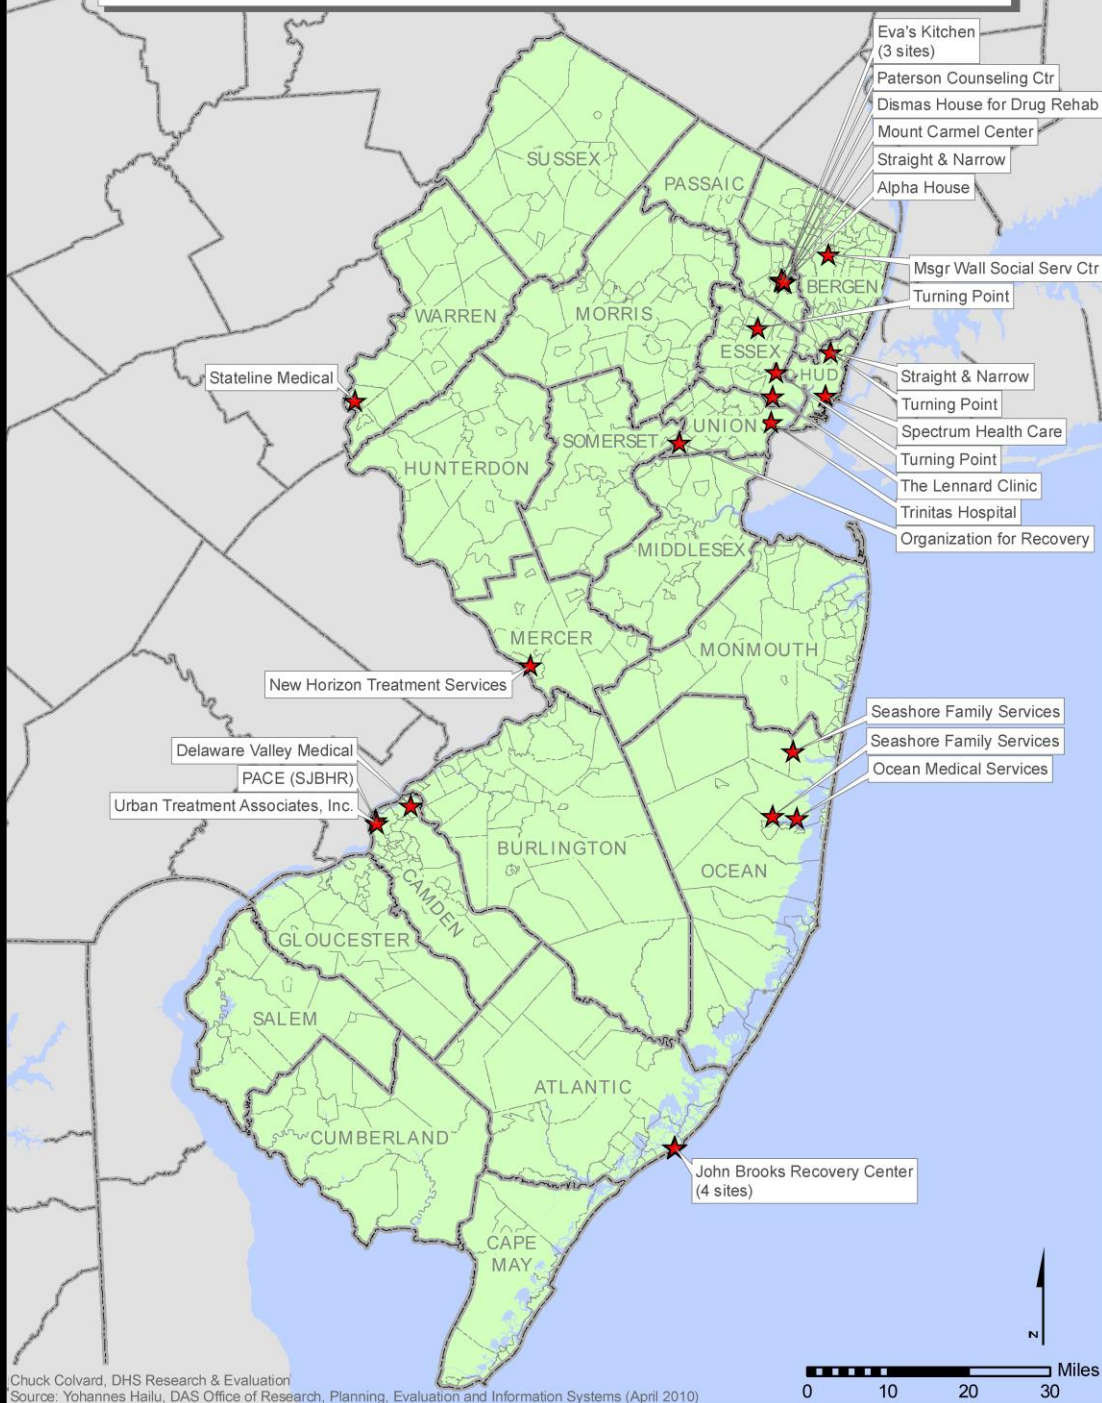 Eva's Kitchen
(3 sites)
Paterson Counseling Ctr
Dismas House for Drug Rehab
Mount Carmel Center
Straight & Narrow
Alpha House
SUSSEX
PASSAIC
Msgr Wall Social Serv Ctr
BERGEN
Turning Point
WARREN
MORRIS
ESSEX
HUD
Stateline Medical
Straight & Narrow
Turning Point
Spectrum Health Care
Turning Point
The Lennard Clinic
Trinitas Hospital
Organization for Recovery
UNION
SOMERSET
HUNTERDON
MIDDLESEX
MERCER
MONMOUTH
New Horizon Treatment Services
Seashore Family Services
Seashore Family Services
Ocean Medical Services
Delaware Valley Medical
PACE (SJBHR)
Urban Treatment Associates, Inc.
BURLINGTON
OCEAN
CAMDEN
GLOUCESTER
SALEM
ATLANTIC
CUMBERLAND
John Brooks Recovery Center
(4 sites)
CAPE
MAY
N
Miles
0 10 20 30
Chuck Colvard, DHS Research & Evaluation
Source: Yohannes Hailu, DAS Office of Research, Planning, Evaluation and Information Systems (April 2010)